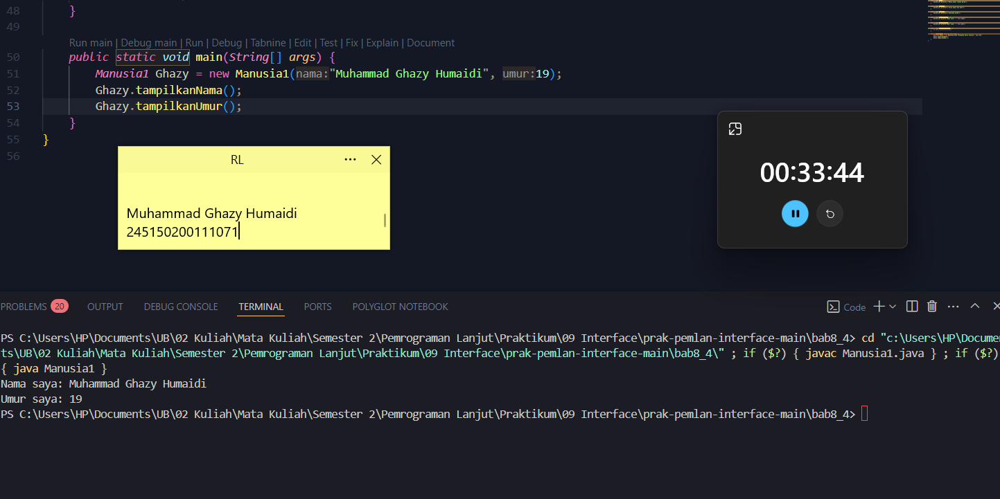 48 }
49
Run main | Debug main | Run | Debug | Tabnine | Edit | Test | Fix | Explain | Document
50 public static void main(String[] args) {
51 Manusia1 Ghazy = new Manusia1(nama:"Muhammad Ghazy Humaidi", umur:19);
52 Ghazy.tampilkanNama();
53 Ghazy.tampilkanUmur();
54 }
55 }
56
RL
Muhammad Ghazy Humaidi
245150200111071
00:33:44
PROBLEMS 20 OUTPUT DEBUG CONSOLE TERMINAL PORTS POLYGLOT NOTEBOOK Code
PS C:\Users\HP\Documents\UB\02 Kuliah\Mata Kuliah\Semester 2\Pemrograman Lanjut\Praktikum\09 Interface\prak-pemlan-interface-main\bab8_4> cd "c:\Users\HP\Documen
ts\UB\02 Kuliah\Mata Kuliah\Semester 2\Pemrograman Lanjut\Praktikum\09 Interface\prak-pemlan-interface-main\bab8_4\" ; if ($?) { javac Manusia1.java } ; if ($?)
{ java Manusia1 }
Nama saya: Muhammad Ghazy Humaidi
Umur saya: 19
PS C:\Users\HP\Documents\UB\02 Kuliah\Mata Kuliah\Semester 2\Pemrograman Lanjut\Praktikum\09 Interface\prak-pemlan-interface-main\bab8_4>